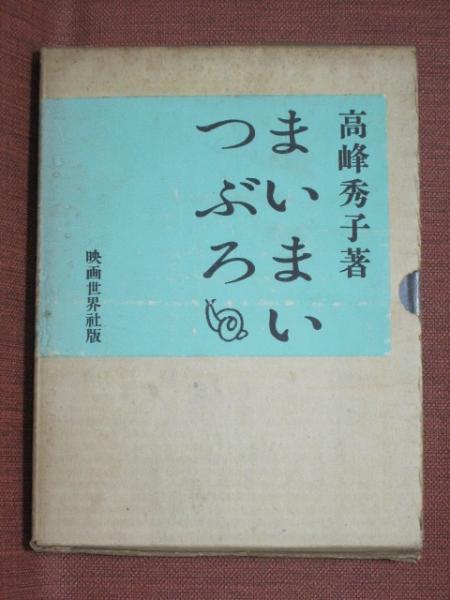 高峰秀子著
まいまい
つぶろ
映画世界社版